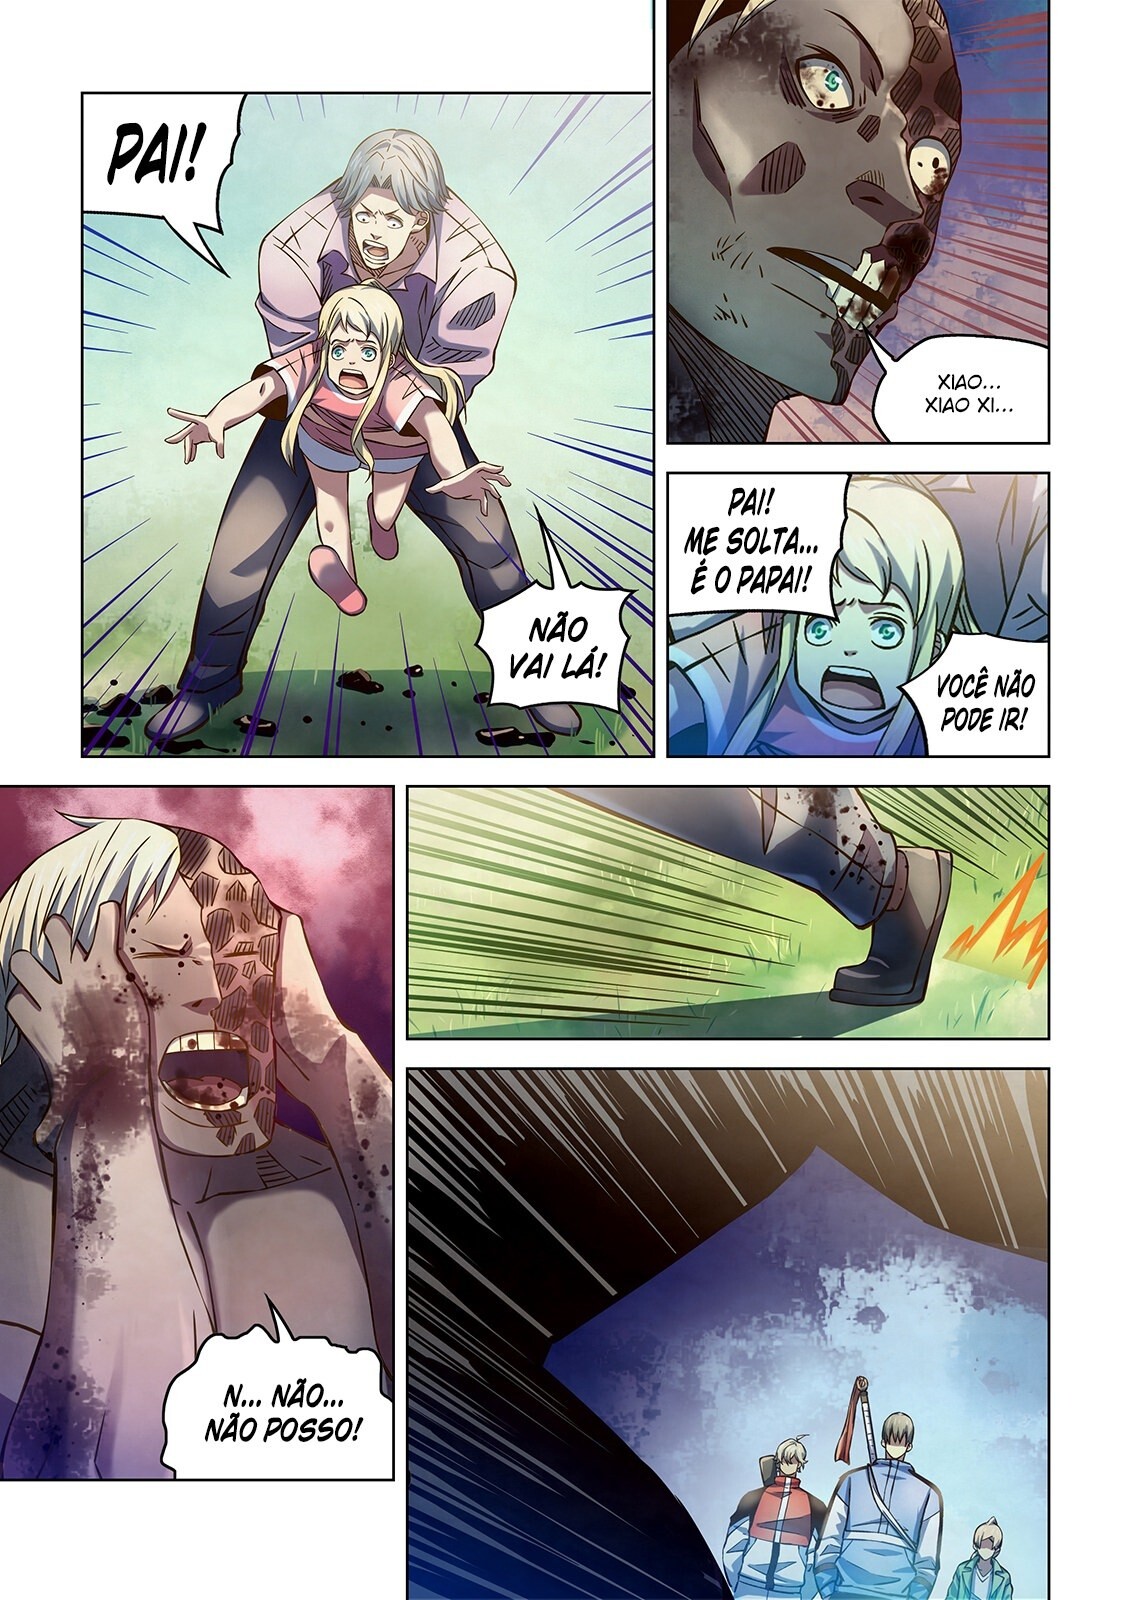 PAI!
NÃO
VAI LÁ!
XIAO...
XIAO XI...
PAI!
ME SOLTA...
É O PAPAI!
VOCÊ NÃO
PODE IR!
N... NÃO...
NÃO POSSO!